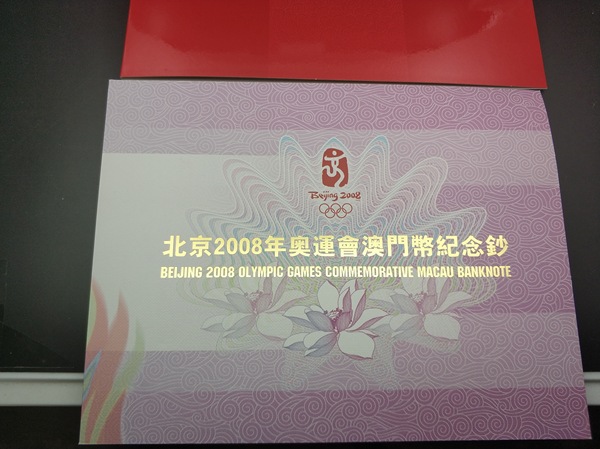 Beijing 2008
北京2008年奧運會澳門幣紀念鈔
BEIJING 2008 OLYMPIC GAMES COMMEMORATIVE MACAU BANKNOTE